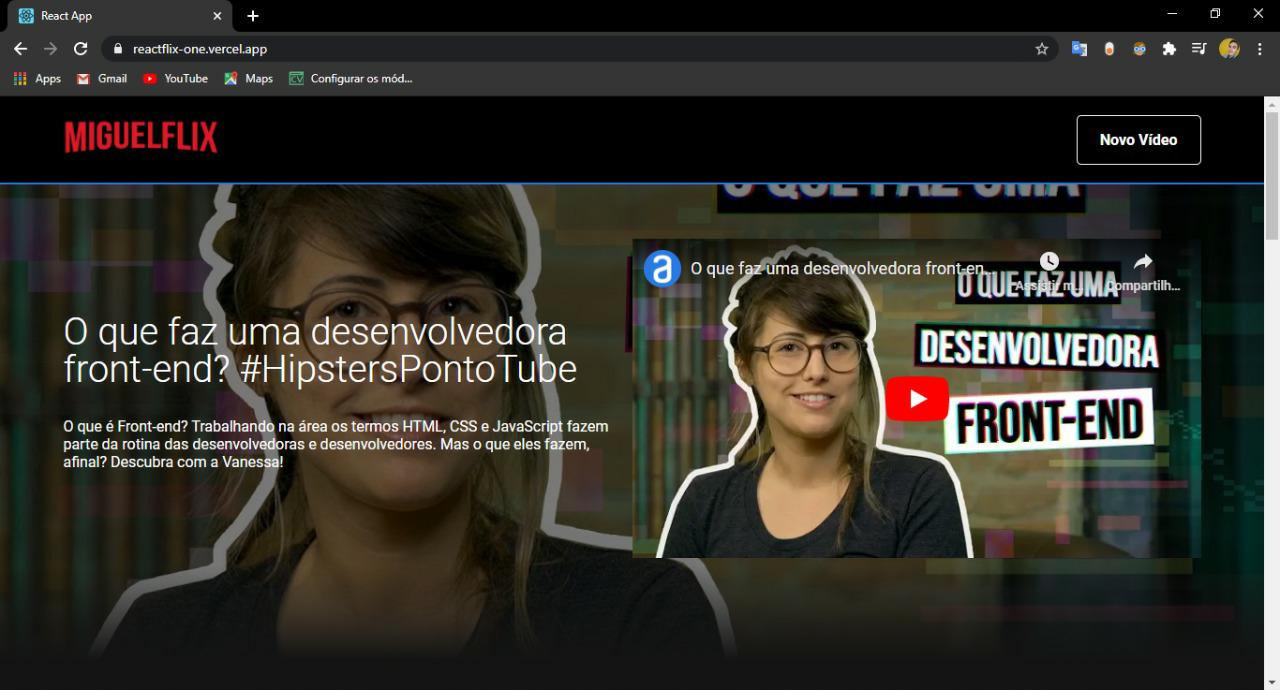 React App
reactflix-one.vercel.app
Apps
Gmail
YouTube
Maps
Configurar os mód...
MIGUELFLIX
Novo Vídeo
O QUE FAZ UMA
O que faz uma desenvolvedora
front-end? #HipstersPontoTube
O que é Front-end? Trabalhando na área os termos HTML, CSS e JavaScript fazem
parte da rotina das desenvolvedoras e desenvolvedores. Mas o que eles fazem,
afinal? Descubra com a Vanessa!
a
O que faz uma desenvolvedora front-en...
Assistir m...
Compartilh...
O QUE FAZ UMA
DESENVOLVEDORA
FRONT-END